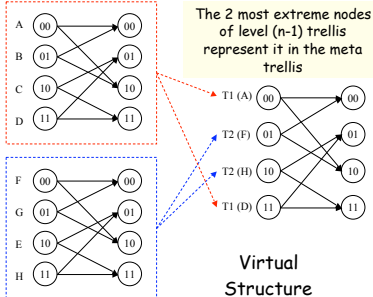 The 2 most extreme nodes
of level (n-1) trellis
represent it in the meta
trellis
A 00 00
B 01 01
C 10 10
D 11 11
F 00 00
G 01 01
E 10 10
H 11 11
T1 (A) 00 00
T2 (F) 01 01
T2 (H) 10 10
T1 (D) 11 11
Virtual
Structure